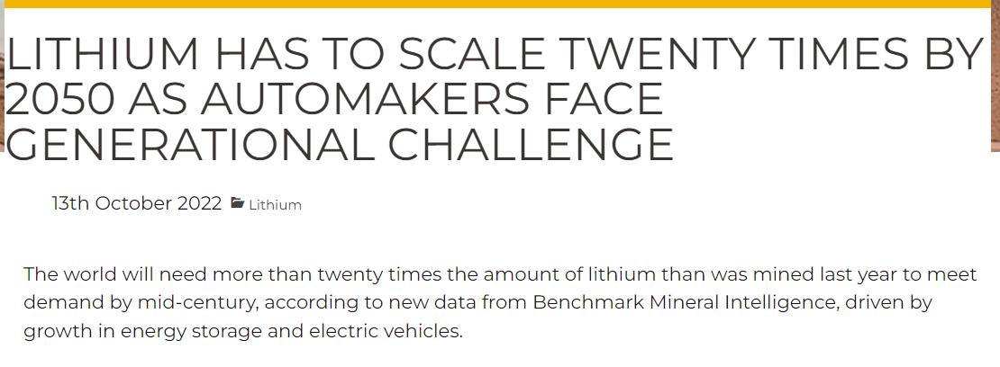 LITHIUM HAS TO SCALE TWENTY TIMES BY
2050 AS AUTOMAKERS FACE
GENERATIONAL CHALLENGE
13th October 2022 Lithium
The world will need more than twenty times the amount of lithium than was mined last year to meet
demand by mid-century, according to new data from Benchmark Mineral Intelligence, driven by
growth in energy storage and electric vehicles.